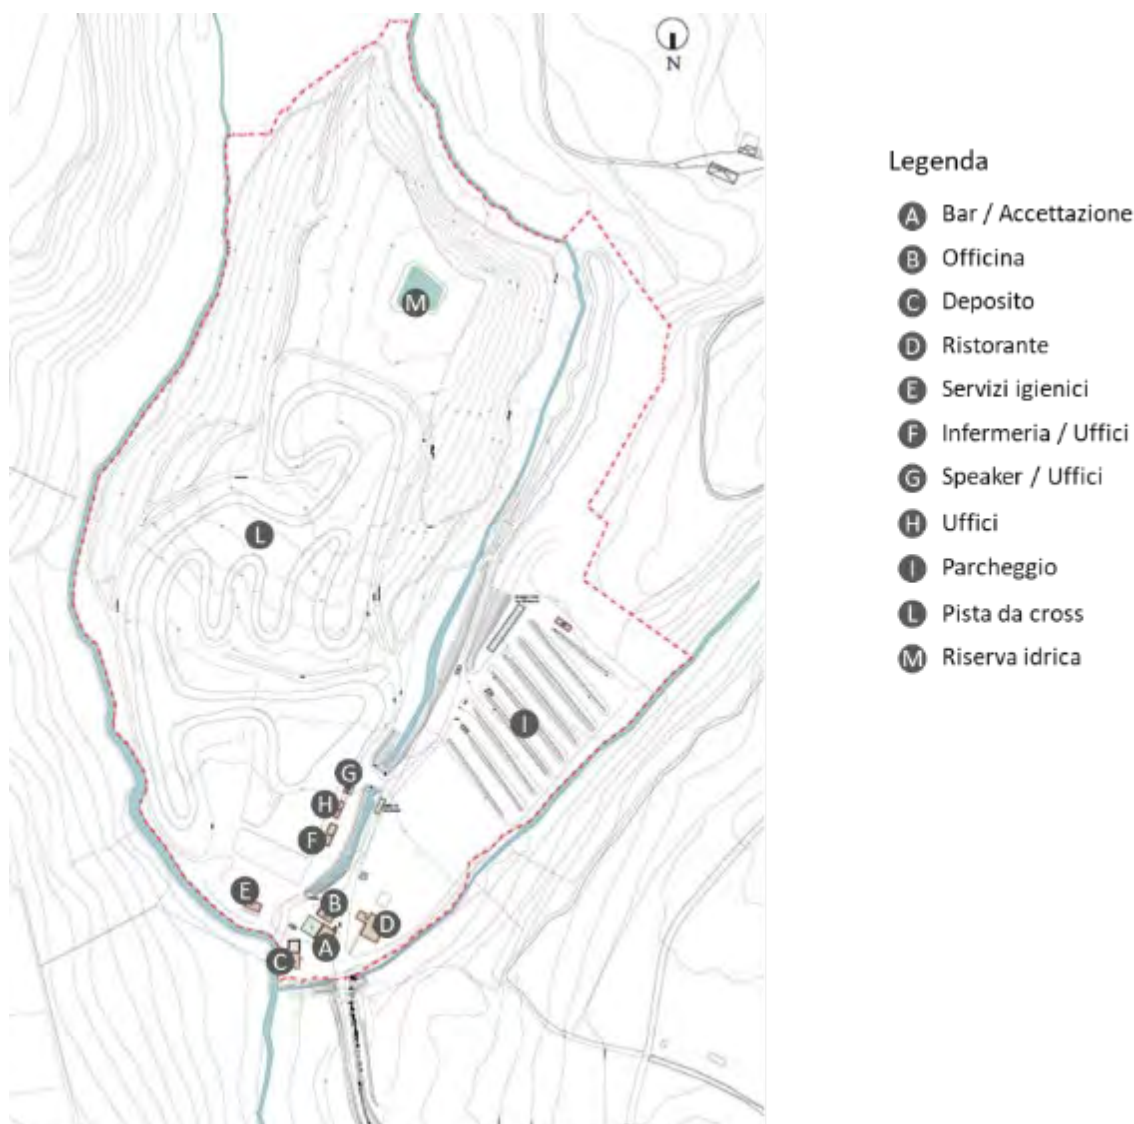 N
Legenda
A Bar / Accettazione
B Officina
C Deposito
D Ristorante
E Servizi igienici
F Infermeria / Uffici
G Speaker / Uffici
H Uffici
I Parcheggio
L Pista da cross
M Riserva idrica
M
L
I
G
H
F
E
B
D
A
C